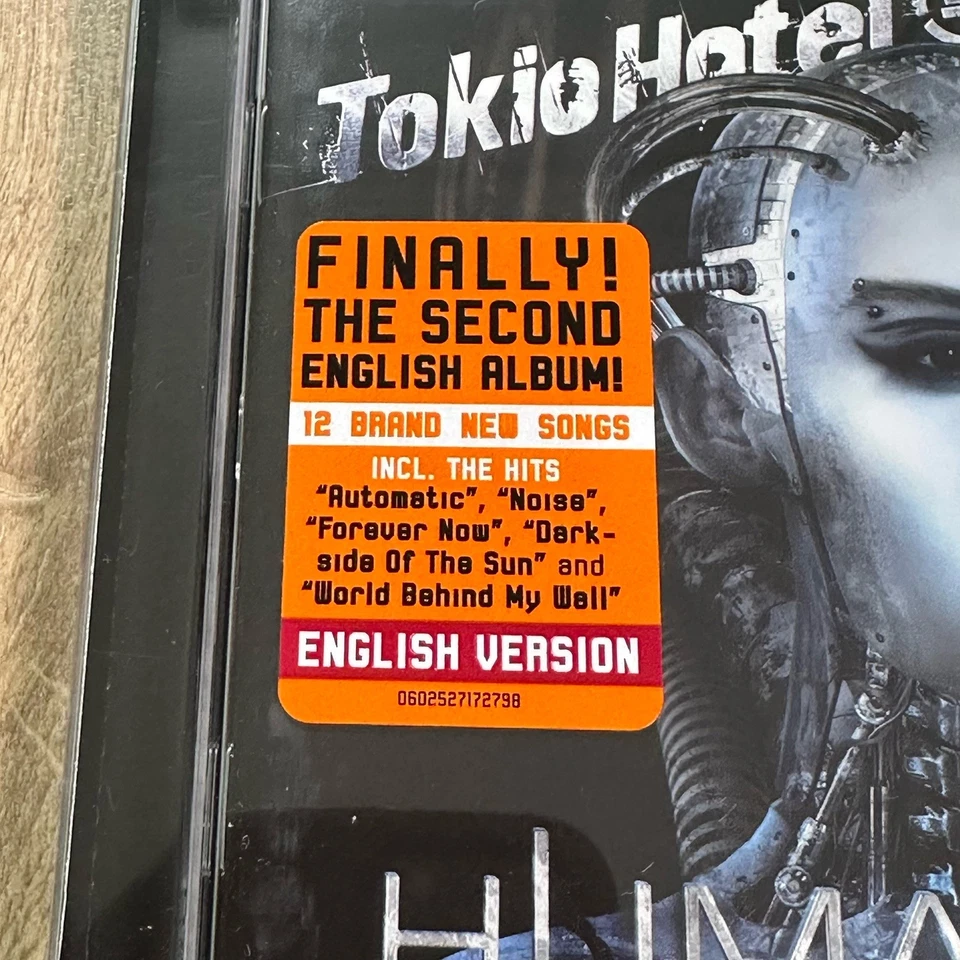 Tokio Hotel
FINALLY!
THE SECOND
ENGLISH ALBUM!
12 BRAND NEW SONGS
INCL. THE HITS
"Automatic", "Noise",
"Forever Now", "Dark-
side Of The Sun" and
"World Behind My Wall"
ENGLISH VERSION
0602527172798
HUMA